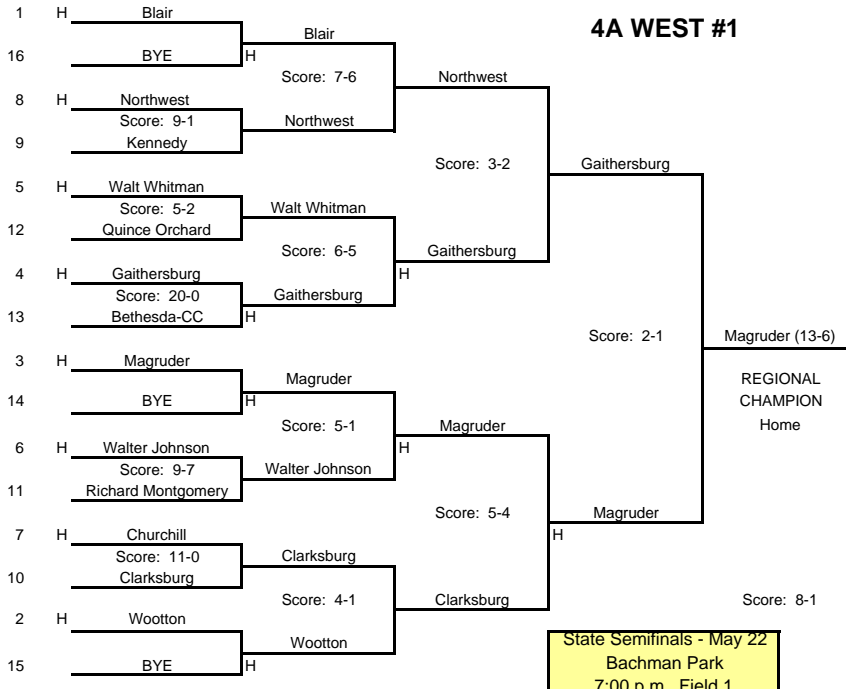 4A WEST #1
1 H Blair
Blair
16 BYE H
Score: 7-6
Northwest
8 H Northwest
Score: 9-1
Northwest
9 Kennedy
Score: 3-2
Gaithersburg
5 H Walt Whitman
Score: 5-2
Walt Whitman
12 Quince Orchard
Score: 6-5
Gaithersburg
4 H Gaithersburg
H
Score: 20-0
Gaithersburg
13 Bethesda-CC H
Score: 2-1
Magruder (13-6)
3 H Magruder
Magruder
REGIONAL
14 BYE H
CHAMPION
Score: 5-1
Magruder
Home
6 H Walter Johnson
H
Score: 9-7
Walter Johnson
11 Richard Montgomery
Score: 5-4
Magruder
7 H Churchill
H
Score: 11-0
Clarksburg
10 Clarksburg
Score: 4-1
Clarksburg
Score: 8-1
2 H Wootton
Wootton
State Semifinals - May 22
15 BYE H
Bachman Park
7:00 p.m. Field 1